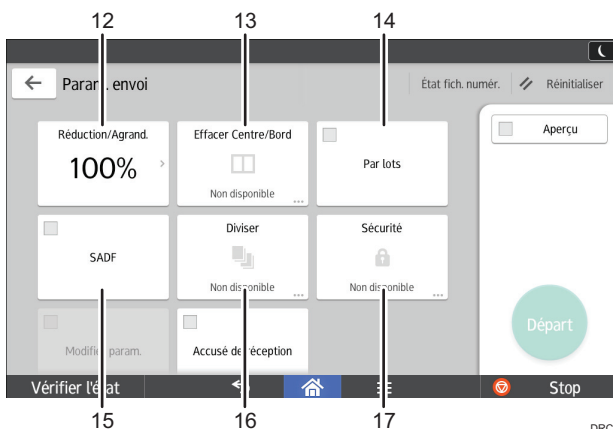 12 13 14
Param. envoi
État fich. numér.
Réinitialiser
Réduction/Agrand.
100%
Effacer Centre/Bord
Non disponible
Par lots
Aperçu
SADF
Diviser
Non disponible
Sécurité
Non disponible
Départ
Modifier param.
Accusé de réception
Vérifier l'état
Stop
15 16 17